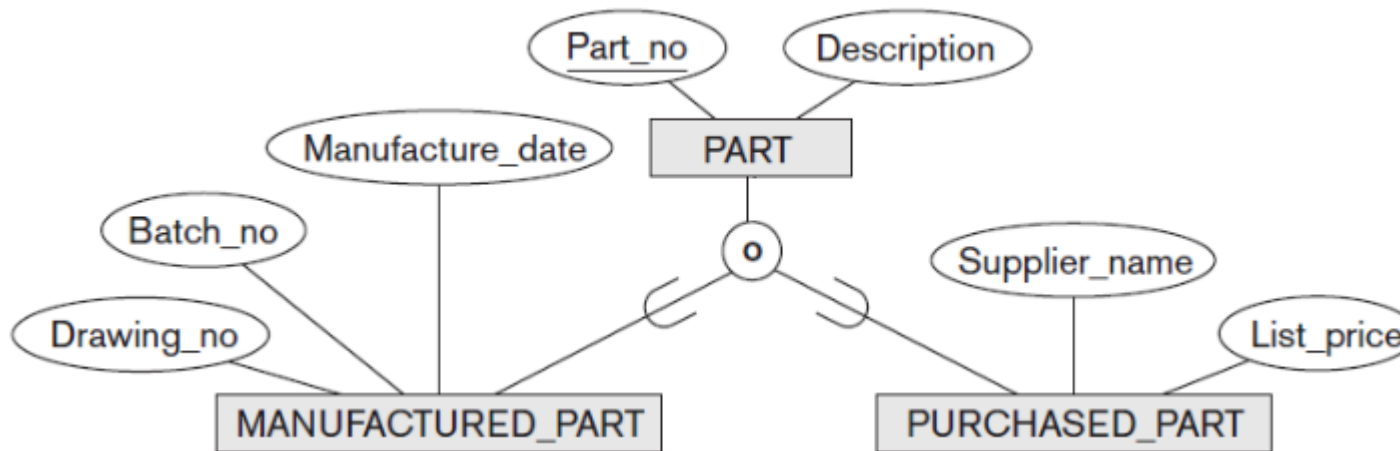 Part_no
Description
Manufacture_date
PART
Batch_no
o
Supplier_name
Drawing_no
List_price
MANUFACTURED_PART
PURCHASED_PART